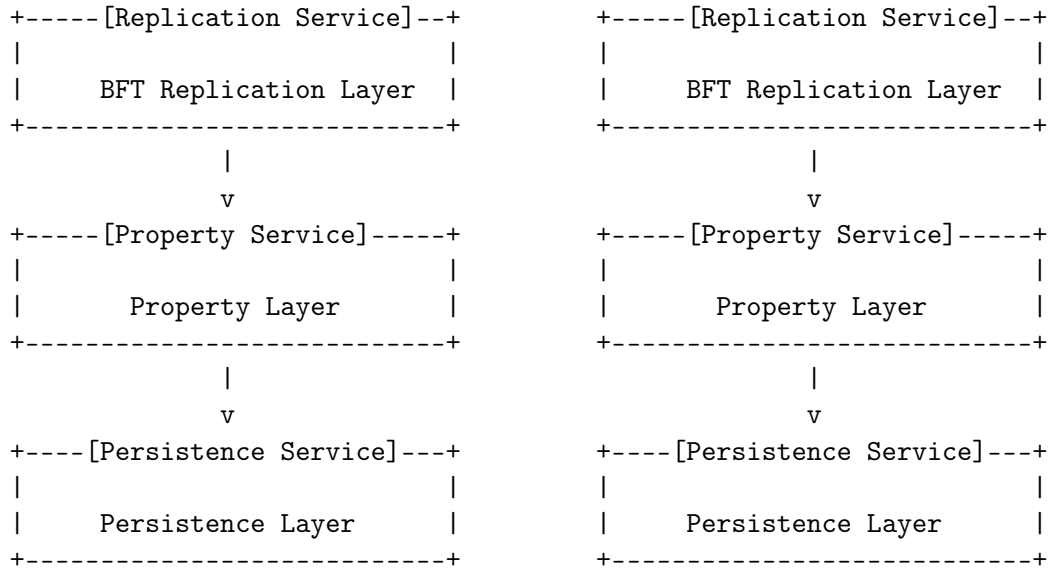 +-----[Replication Service]--+ +-----[Replication Service]--+
| | | |
| BFT Replication Layer | | BFT Replication Layer |
+----------------------------+ +----------------------------+
| |
v v
+-----[Property Service]-----+ +-----[Property Service]-----+
| | | |
| Property Layer | | Property Layer |
+----------------------------+ +----------------------------+
| |
v v
+----[Persistence Service]---+ +----[Persistence Service]---+
| | | |
| Persistence Layer | | Persistence Layer |
+----------------------------+ +----------------------------+